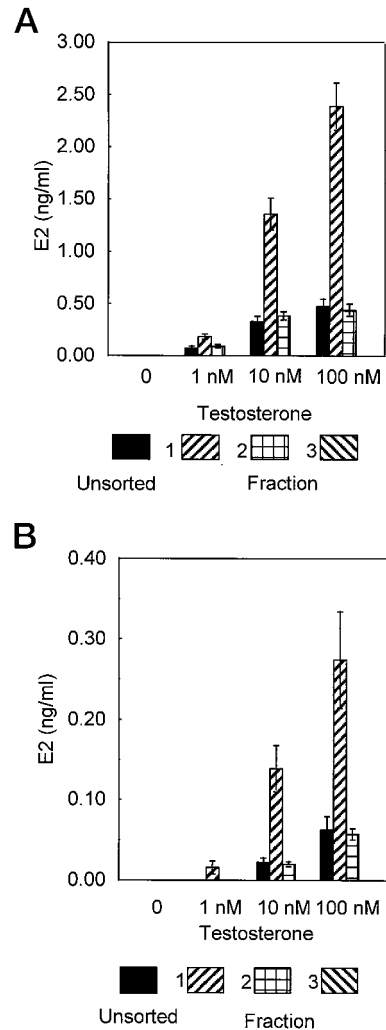 A
3.00
2.50
2.00
1.50
1.00
0.50
0.00
E2 (ng/ml)
0 1 nM 10 nM 100 nM
Testosterone
1 2 3
Unsorted Fraction
B
0.40
0.30
0.20
0.10
0.00
E2 (ng/ml)
0 1 nM 10 nM 100 nM
Testosterone
1 2 3
Unsorted Fraction